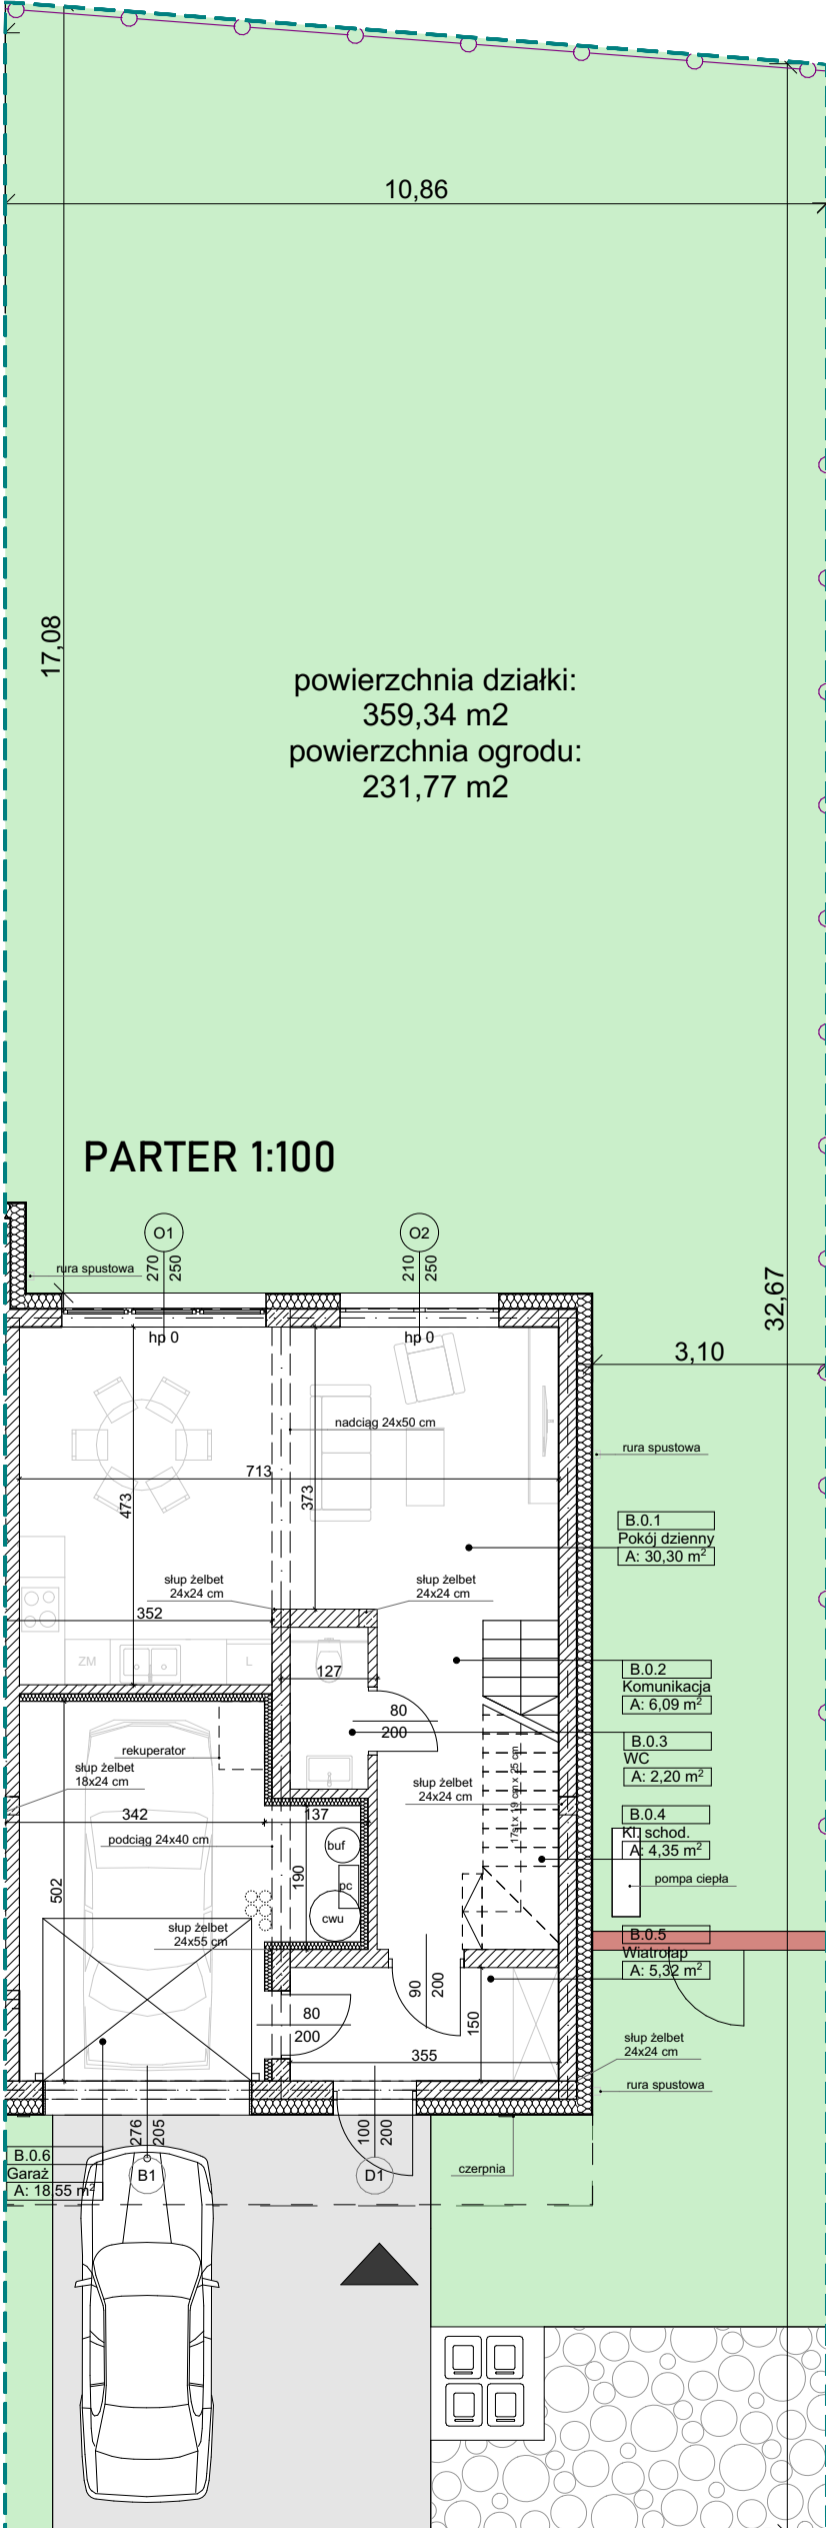 10,86
17,08
powierzchnia działki:
359,34 m2
powierzchnia ogrodu:
231,77 m2
PARTER 1:100
O1
O2
rura spustowa
270
250
210
250
32,67
hp 0
hp 0
3,10
nadciąg 24x50 cm
rura spustowa
713
473
373
B.0.1
Pokój dzienny
A: 30,30 m²
słup żelbet
24x24 cm
słup żelbet
24x24 cm
352
ZM
L
127
B.0.2
Komunikacja
A: 6,09 m²
80
200
B.0.3
WC
A: 2,20 m²
rekuperator
słup żelbet
18x24 cm
słup żelbet
24x24 cm
17st x 19 cm x 25 cm
342
137
B.0.4
Kl. schod.
A: 4,35 m²
podciąg 24x40 cm
buf
pc
cwu
190
502
pompa ciepła
słup żelbet
24x55 cm
B.0.5
Wiatrołap
A: 5,32 m²
90
200
80
200
150
355
słup żelbet
24x24 cm
rura spustowa
276
205
100
200
B.0.6
Garaż
A: 18,55 m²
B1
D1
czerpnia